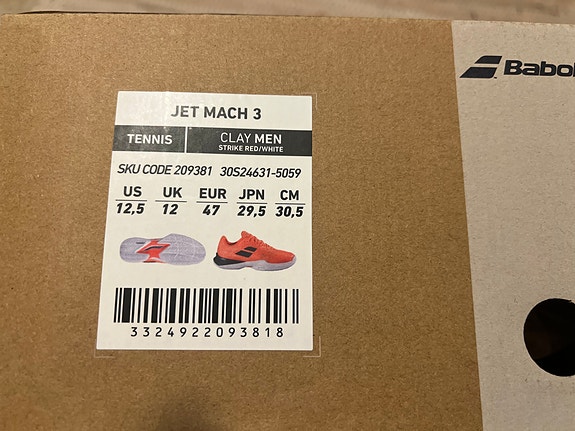 Babol
JET MACH 3
TENNIS
CLAY MEN
STRIKE RED/WHITE
SKU CODE 209381 30S24631-5059
US UK EUR JPN CM
12,5 12 47 29,5 30,5
3324922093818